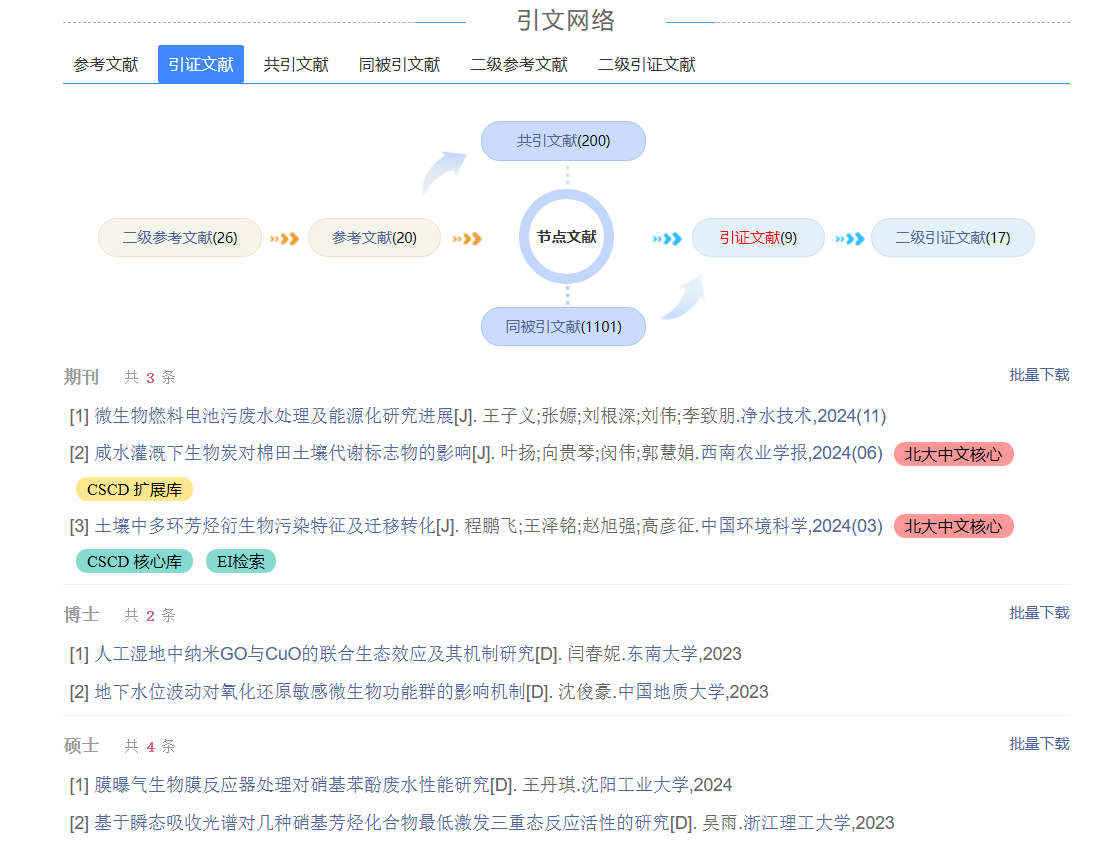 引文网络
参考文献 引证文献 共引文献 同被引文献 二级参考文献 二级引证文献
共引文献(200)
二级参考文献(26) 参考文献(20) 节点文献 引证文献(9) 二级引证文献(17)
同被引文献(1101)
期刊 共 3 条 批量下载
[1] 微生物燃料电池污废水处理及能源化研究进展[J]. 王子义;张嫄;刘根深;刘伟;李致朋.净水技术,2024(11)
[2] 咸水灌溉下生物炭对棉田土壤代谢标志物的影响[J]. 叶扬;向贵琴;闵伟;郭慧娟.西南农业学报,2024(06) 北大中文核心
CSCD 扩展库
[3] 土壤中多环芳烃衍生物污染特征及迁移转化[J]. 程鹏飞;王泽铭;赵旭强;高彦征.中国环境科学,2024(03) 北大中文核心
CSCD 核心库 EI检索
博士 共 2 条 批量下载
[1] 人工湿地中纳米GO与CuO的联合生态效应及其机制研究[D]. 闫春妮.东南大学,2023
[2] 地下水位波动对氧化还原敏感微生物功能群的影响机制[D]. 沈俊豪.中国地质大学,2023
硕士 共 4 条 批量下载
[1] 膜曝气生物膜反应器处理对硝基苯酚废水性能研究[D]. 王丹琪.沈阳工业大学,2024
[2] 基于瞬态吸收光谱对几种硝基芳烃化合物最低激发三重态反应活性的研究[D]. 吴雨.浙江理工大学,2023